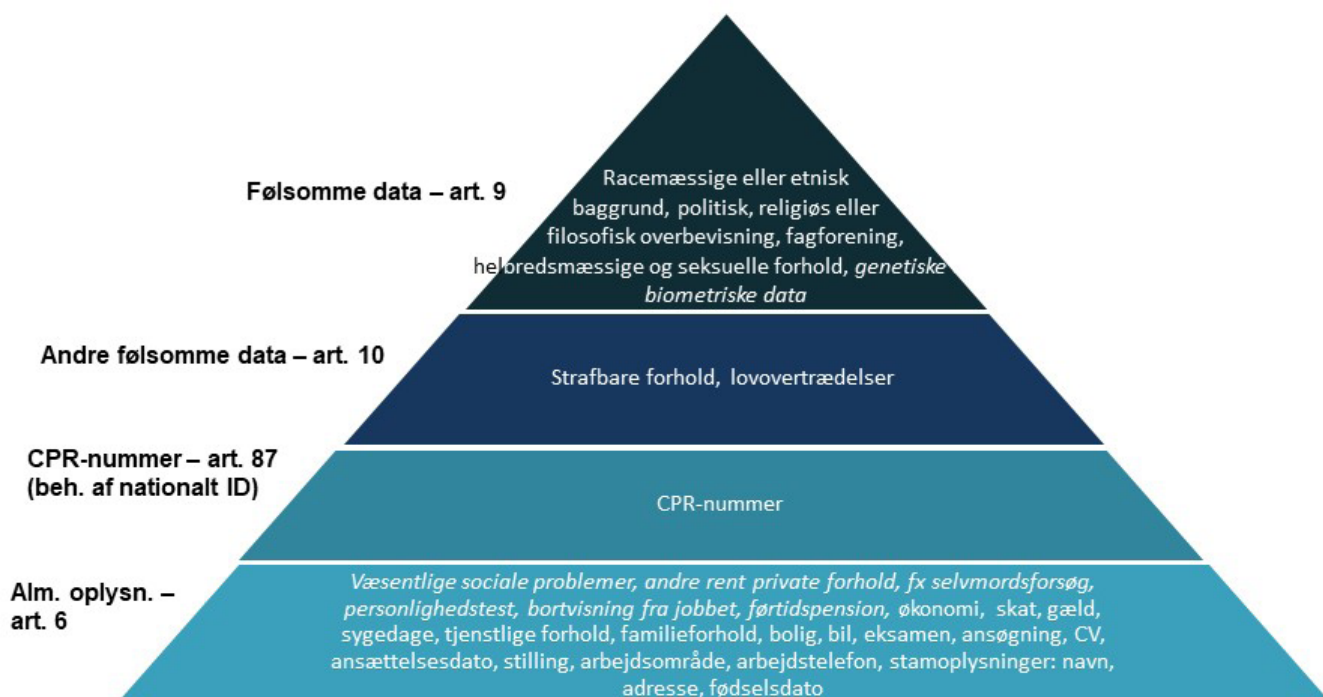 Følsomme data – art. 9
Racemæssige eller etnisk
baggrund, politisk, religiøs eller
filosofisk overbevisning, fagforening,
helbredsmæssige og seksuelle forhold, genetiske
biometriske data
Andre følsomme data – art. 10
Strafbare forhold, lovovertrædelser
CPR-nummer – art. 87
(beh. af nationalt ID)
CPR-nummer
Alm. oplysn. –
art. 6
Væsentlige sociale problemer, andre rent private forhold, fx selvmordsforsøg,
personlighedstest, bortvisning fra jobbet, førtidspension, økonomi, skat, gæld,
sygedage, tjenstlige forhold, familieforhold, bolig, bil, eksamen, ansøgning, CV,
ansættelsesdato, stilling, arbejdsområde, arbejdstelefon, stamoplysninger: navn,
adresse, fødselsdato